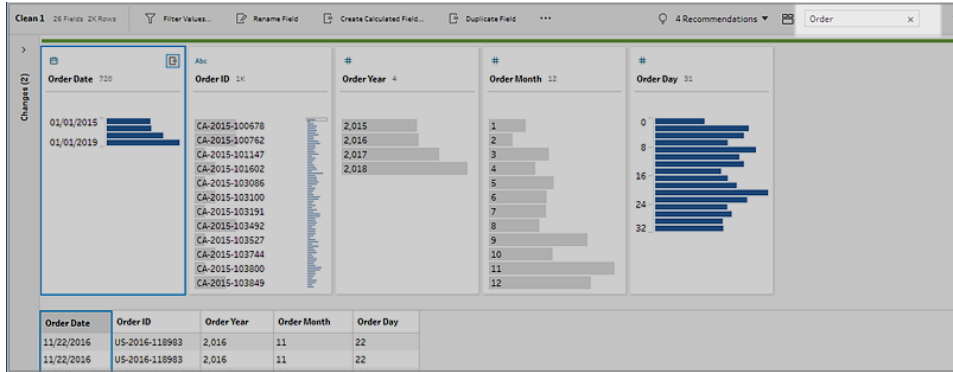 Clean 1 26 Fields 2K Rows Filter Values... Rename Field Create Calculated Field... Duplicate Field ... 4 Recommendations Order ×
Changes (2)
Abc # # #
Order Date 720 Order ID 1K Order Year 4 Order Month 12 Order Day 31
01/01/2015
01/01/2019
CA-2015-100678
CA-2015-100762
CA-2015-101147
CA-2015-101602
CA-2015-103086
CA-2015-103100
CA-2015-103191
CA-2015-103492
CA-2015-103527
CA-2015-103744
CA-2015-103800
CA-2015-103849
2,015
2,016
2,017
2,018
1
2
3
4
5
6
7
8
9
10
11
12
0
8
16
24
32
Order Date Order ID Order Year Order Month Order Day
11/22/2016 US-2016-118983 2,016 11 22
11/22/2016 US-2016-118983 2,016 11 22